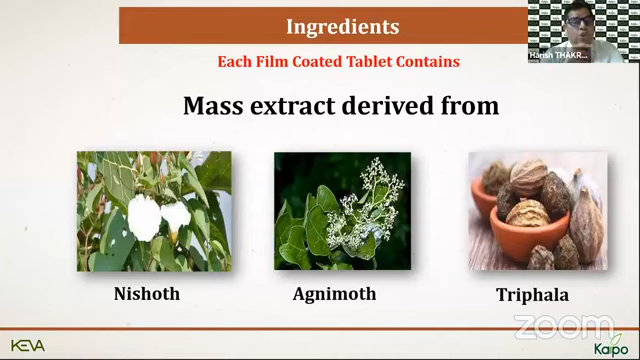 Ingredients
Harish THAKR...
Each Film Coated Tablet Contains
Mass extract derived from
Nishoth
Agnimoth
Triphala
zoom
KEVA
Kaipo